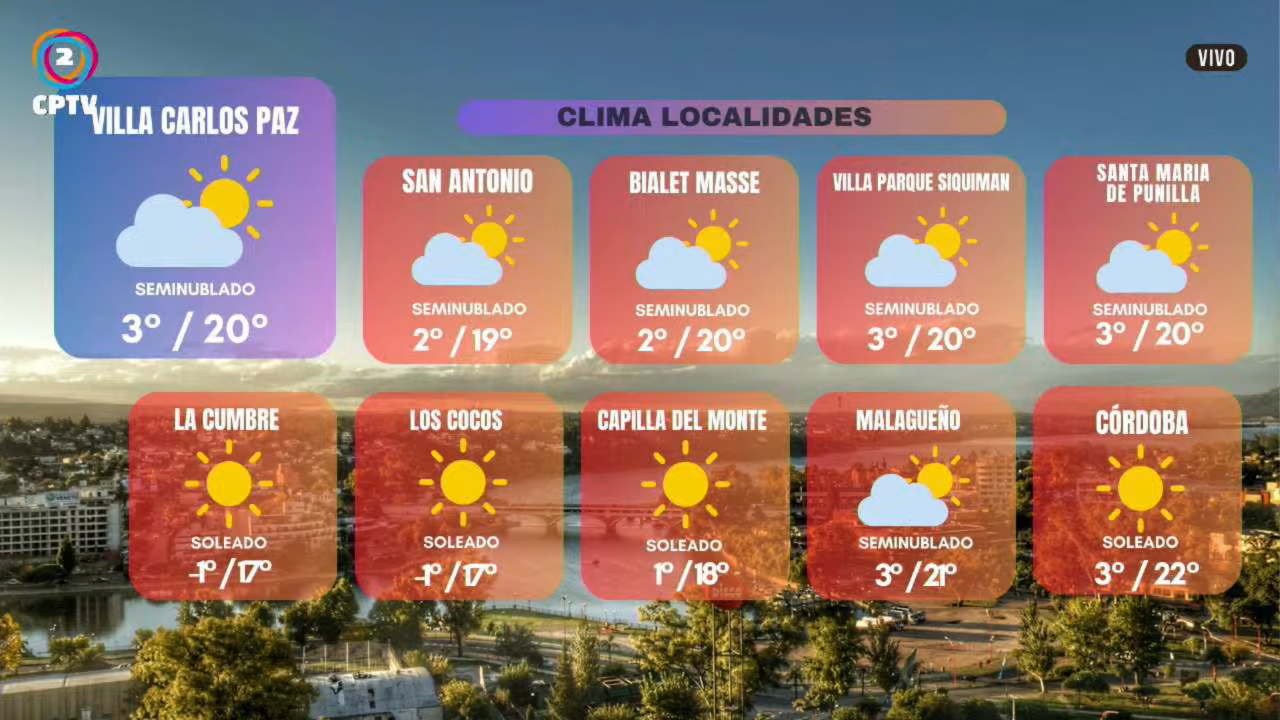 2
CPTV
VIVO
VILLA CARLOS PAZ
SEMINUBLADO
3° / 20°
CLIMA LOCALIDADES
SAN ANTONIO
SEMINUBLADO
2° / 19°
BIALET MASSE
SEMINUBLADO
2° / 20°
VILLA PARQUE SIQUIMAN
SEMINUBLADO
3° / 20°
SANTA MARIA
DE PUNILLA
SEMINUBLADO
3° / 20°
LA CUMBRE
SOLEADO
-1° / 17°
LOS COCOS
SOLEADO
-1° / 17°
CAPILLA DEL MONTE
SOLEADO
1° / 18°
MALAGUEÑO
SEMINUBLADO
3° / 21°
CÓRDOBA
SOLEADO
3° / 22°